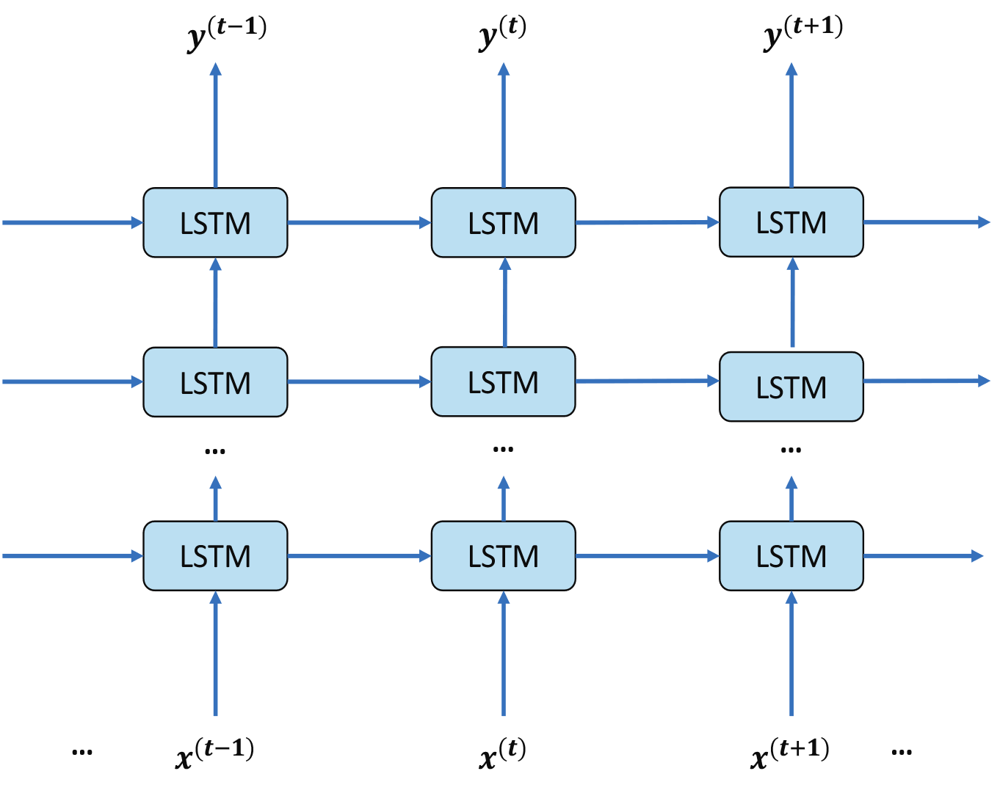 y^(t−1) y^(t) y^(t+1)
LSTM LSTM LSTM
LSTM LSTM LSTM
... ... ...
LSTM LSTM LSTM
... x^(t−1) x^(t) x^(t+1) ...